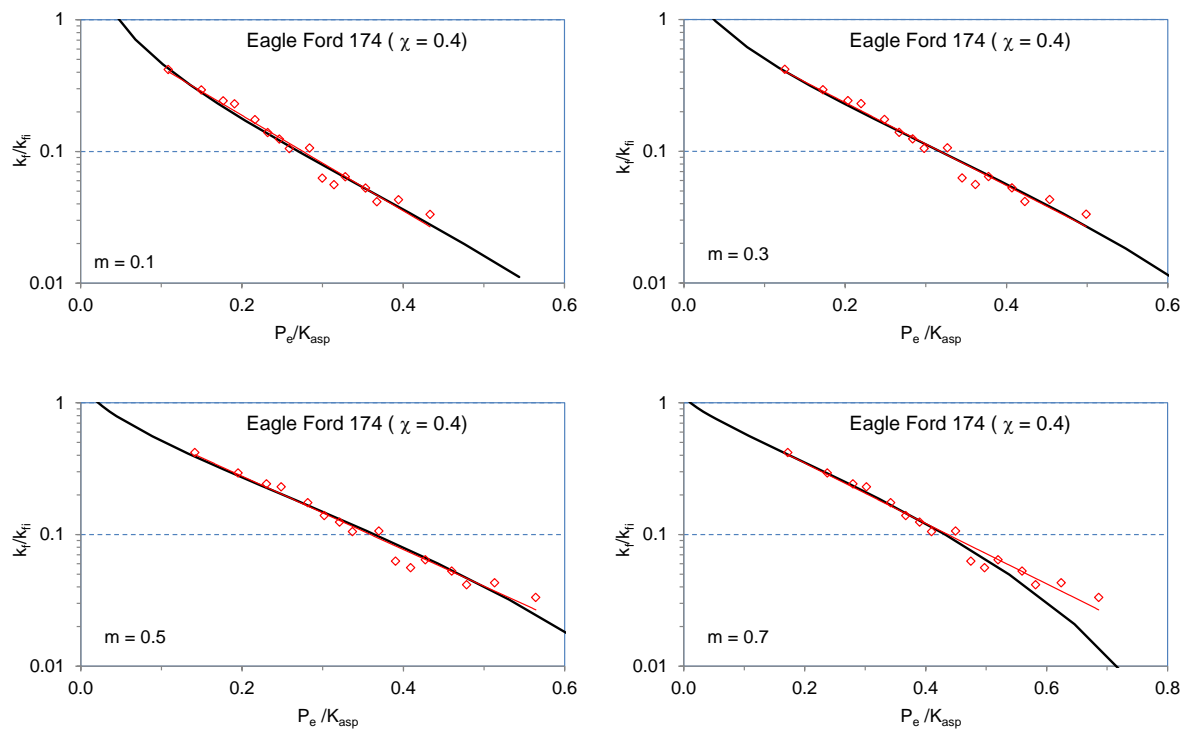 Eagle Ford 174 ( χ = 0.4)
1
0.1
0.01
k_f/k_fi
m = 0.1
0.0 0.2 0.4 0.6
P_e/K_asp
Eagle Ford 174 ( χ = 0.4)
1
0.1
0.01
k_f/k_fi
m = 0.3
0.0 0.2 0.4 0.6
P_e /K_asp
Eagle Ford 174 ( χ = 0.4)
1
0.1
0.01
k_f/k_fi
m = 0.5
0.0 0.2 0.4 0.6
P_e /K_asp
Eagle Ford 174 ( χ = 0.4)
1
0.1
0.01
k_f/k_fi
m = 0.7
0.0 0.2 0.4 0.6 0.8
P_e /K_asp